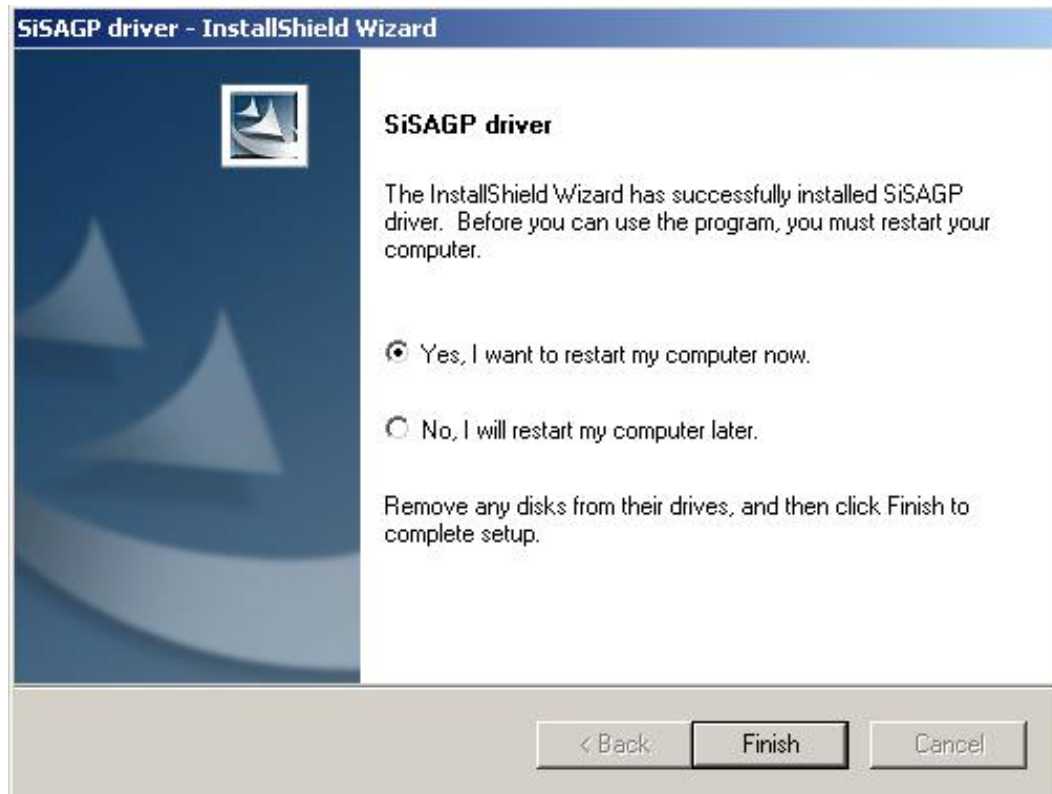 SiSAGP driver - InstallShield Wizard
SiSAGP driver
The InstallShield Wizard has successfully installed SiSAGP
driver. Before you can use the program, you must restart your
computer.
Yes, I want to restart my computer now.
No, I will restart my computer later.
Remove any disks from their drives, and then click Finish to
complete setup.
< Back Finish Cancel